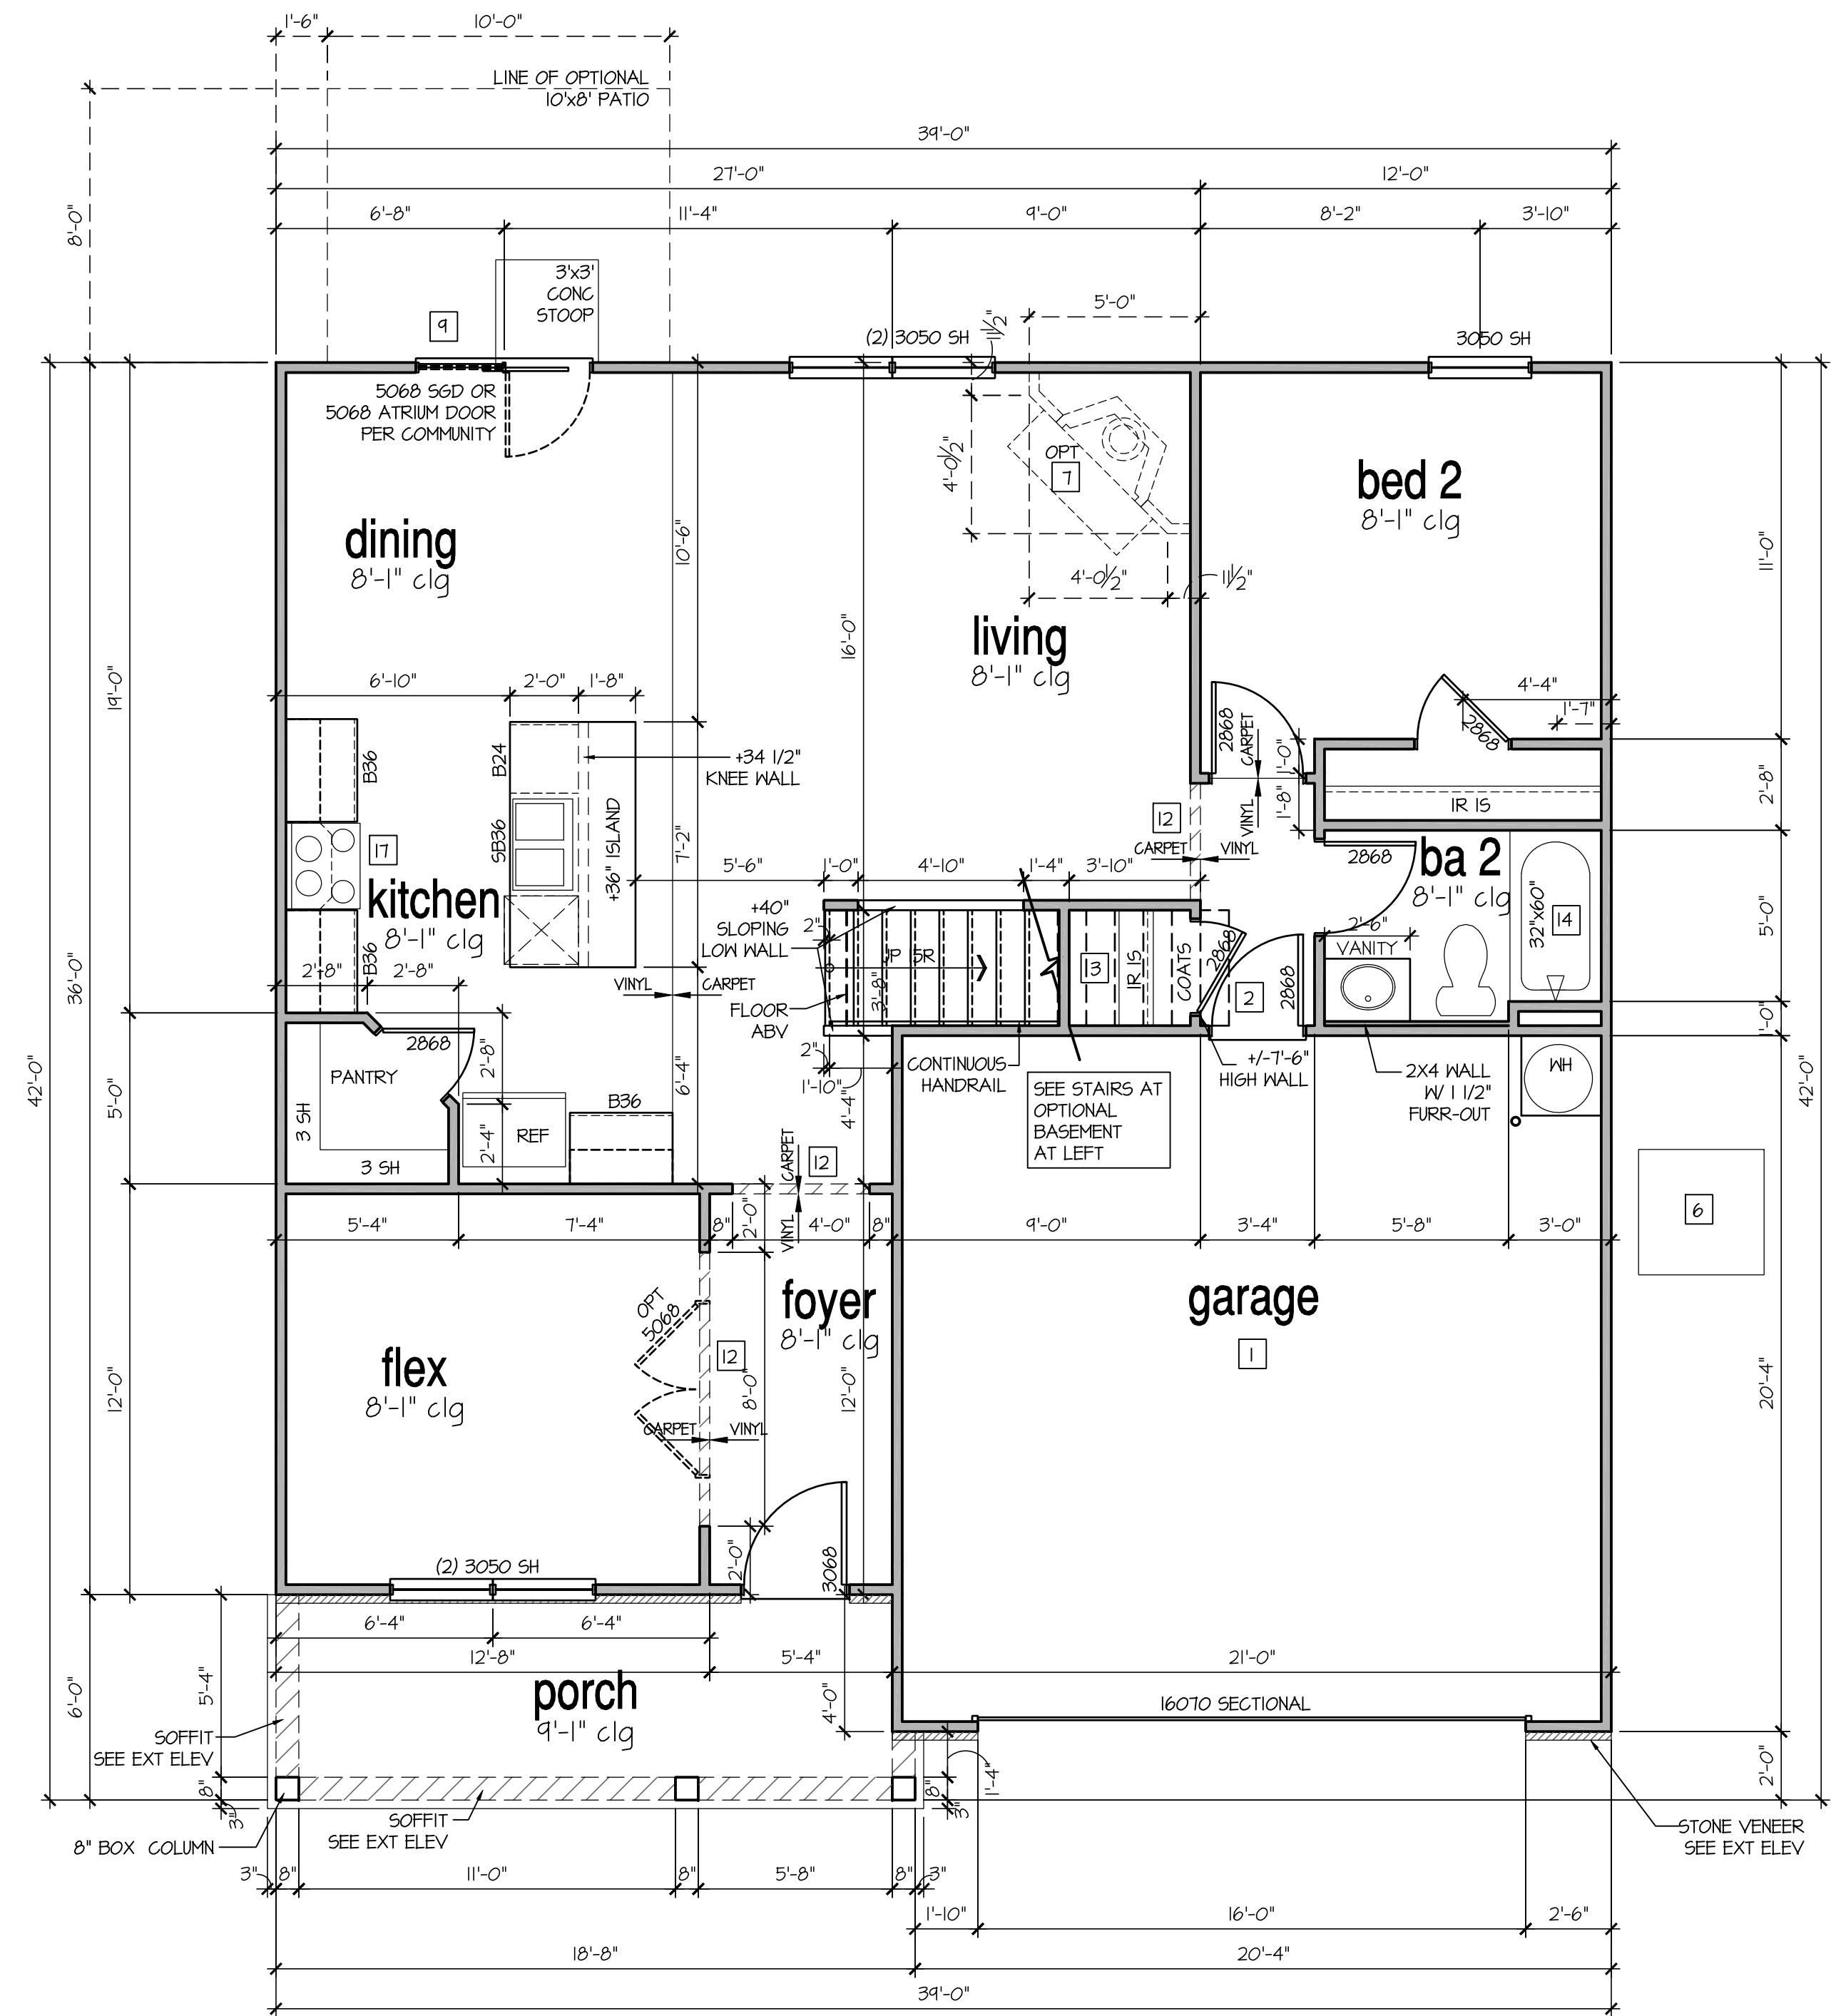 1'-6"
10'-0"
LINE OF OPTIONAL
10'x8' PATIO
8'-0"
39'-0"
27'-0"
12'-0"
6'-8"
11'-4"
9'-0"
8'-2"
3'-10"
3'x3'
CONC
STOOP
9
5'-0"
(2) 3050 SH
11 1/2"
3050 SH
5068 SGD OR
5068 ATRIUM DOOR
PER COMMUNITY
OPT
7
4'-0 1/2"
4'-0 1/2"
11 1/2"
bed 2
8'-1" clg
dining
8'-1" clg
10'-6"
16'-0"
living
8'-1" clg
11'-0"
19'-0"
6'-10"
2'-0"
1'-8"
4'-4"
1'-7"
2868
2868
CARPET
VINYL
1'-0"
1'-8"
B36
B24
+34 1/2"
KNEE WALL
1R 1S
2'-8"
SB36
+36" ISLAND
7'-2"
12
CARPET
VINYL
17
kitchen
8'-1" clg
B36
5'-6"
1'-0"
4'-10"
1'-4"
3'-10"
2868
ba 2
8'-1" clg
32"x60"
14
5'-0"
+40"
SLOPING
LOW WALL
2"
UP 5R
3'-8"
13
1R 1S
COATS
2868
2
2868
2'-6"
VANITY
2'-8"
2'-8"
VINYL
CARPET
FLOOR
ABV
1'-0"
36'-0"
42'-0"
42'-0"
2868
PANTRY
3 SH
3 SH
2'-8"
2'-4"
REF
B36
6'-4"
2"
1'-10"
4'-4"
CONTINUOUS
HANDRAIL
SEE STAIRS AT
OPTIONAL
BASEMENT
AT LEFT
+/-7'-6"
HIGH WALL
2X4 WALL
W/ 1 1/2"
FURR-OUT
WH
5'-0"
CARPET
VINYL
12
6
5'-4"
7'-4"
8"
2'-0"
4'-0"
8"
9'-0"
3'-4"
5'-8"
3'-0"
OPT
5068
foyer
8'-1" clg
12
garage
1
flex
8'-1" clg
8'-0"
12'-0"
12'-0"
20'-4"
CARPET
VINYL
(2) 3050 SH
2'-0"
3068
6'-4"
6'-4"
12'-8"
5'-4"
21'-0"
porch
9'-1" clg
4'-0"
16070 SECTIONAL
5'-4"
6'-0"
SOFFIT
SEE EXT ELEV
8"
3"
8"
3"
1'-4"
2'-0"
SOFFIT
SEE EXT ELEV
8" BOX COLUMN
STONE VENEER
SEE EXT ELEV
3"
8"
11'-0"
8"
5'-8"
8"
3"
1'-10"
16'-0"
2'-6"
18'-8"
20'-4"
39'-0"